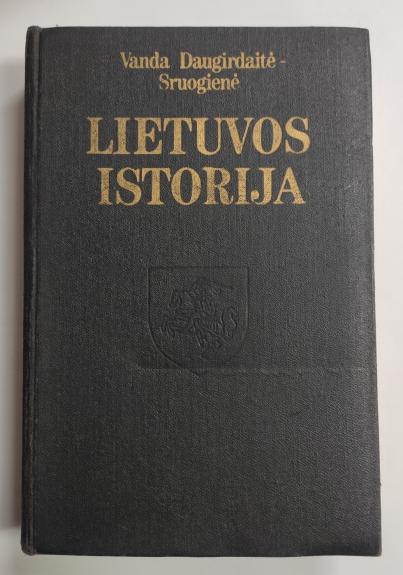 Vanda Daugirdaitė-
Sruogienė
LIETUVOS
ISTORIJA